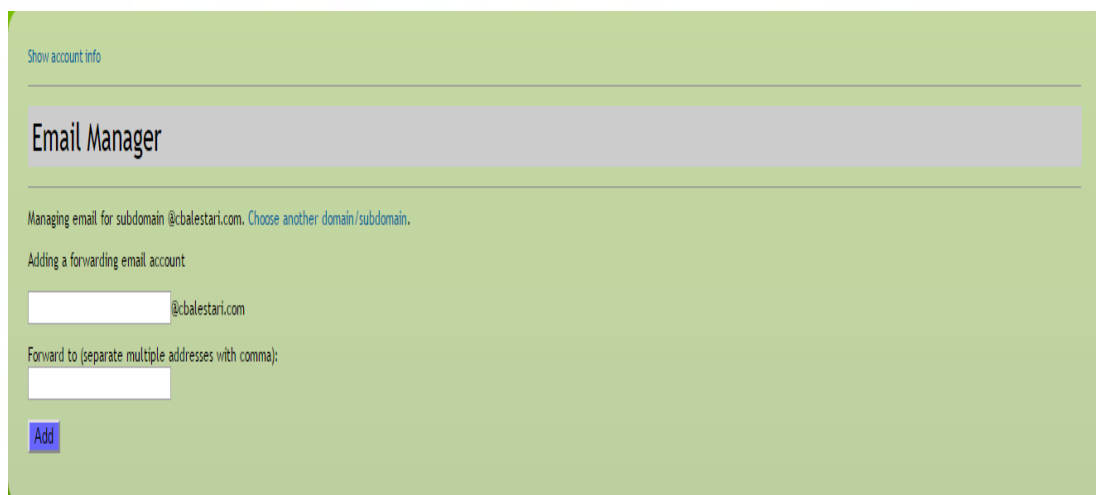 Show account info
Email Manager
Managing email for subdomain @cbalestari.com. Choose another domain/subdomain.
Adding a forwarding email account
@cbalestari.com
Forward to (separate multiple addresses with comma):
Add